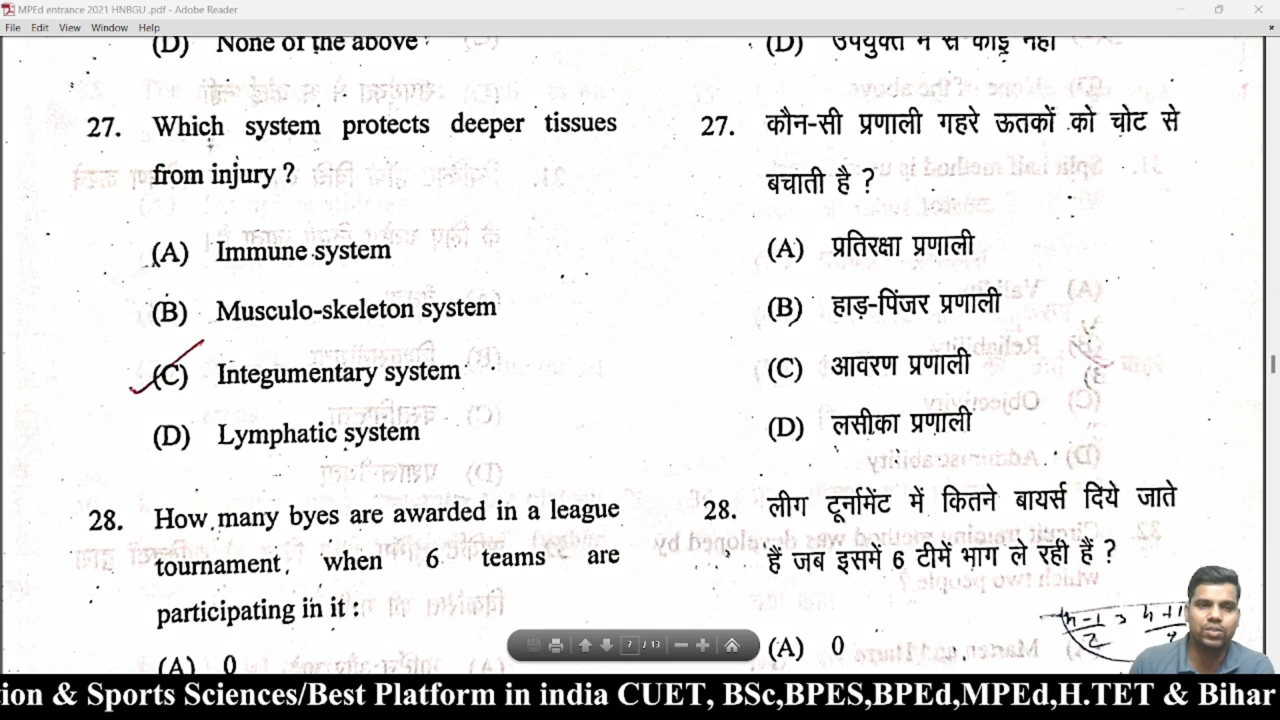 MPEd entrance 2021 HNBGU .pdf - Adobe Reader
File Edit View Window Help
(D) None of the above
27. Which system protects deeper tissues
from injury ?
(A) Immune system
(B) Musculo-skeleton system
(C) Integumentary system
(D) Lymphatic system
28. How many byes are awarded in a league
tournament, when 6 teams are
participating in it :
(A) 0
(D) उपर्युक्त में से कोई नहीं
27. कौन-सी प्रणाली गहरे ऊतकों को चोट से
बचाती है ?
(A) प्रतिरक्षा प्रणाली
(B) हाड़-पिंजर प्रणाली
(C) आवरण प्रणाली
(D) लसीका प्रणाली
28. लीग टूर्नामेंट में कितने बायर्स दिये जाते
हैं जब इसमें 6 टीमें भाग ले रही हैं ?
(A) 0
7 / 13
tion & Sports Sciences/Best Platform in india CUET, BSc,BPES,BPEd,MPEd,H.TET & Bihar